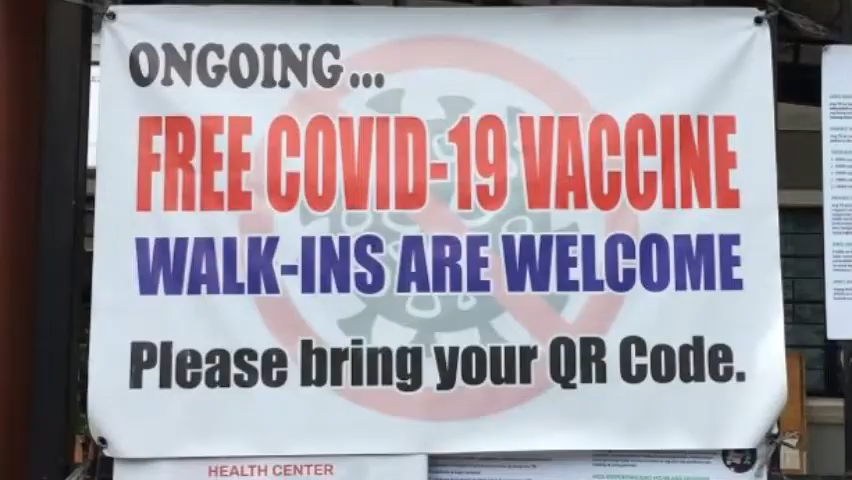 ONGOING...
FREE COVID-19 VACCINE
WALK-INS ARE WELCOME
Please bring your QR Code.
HEALTH CENTER